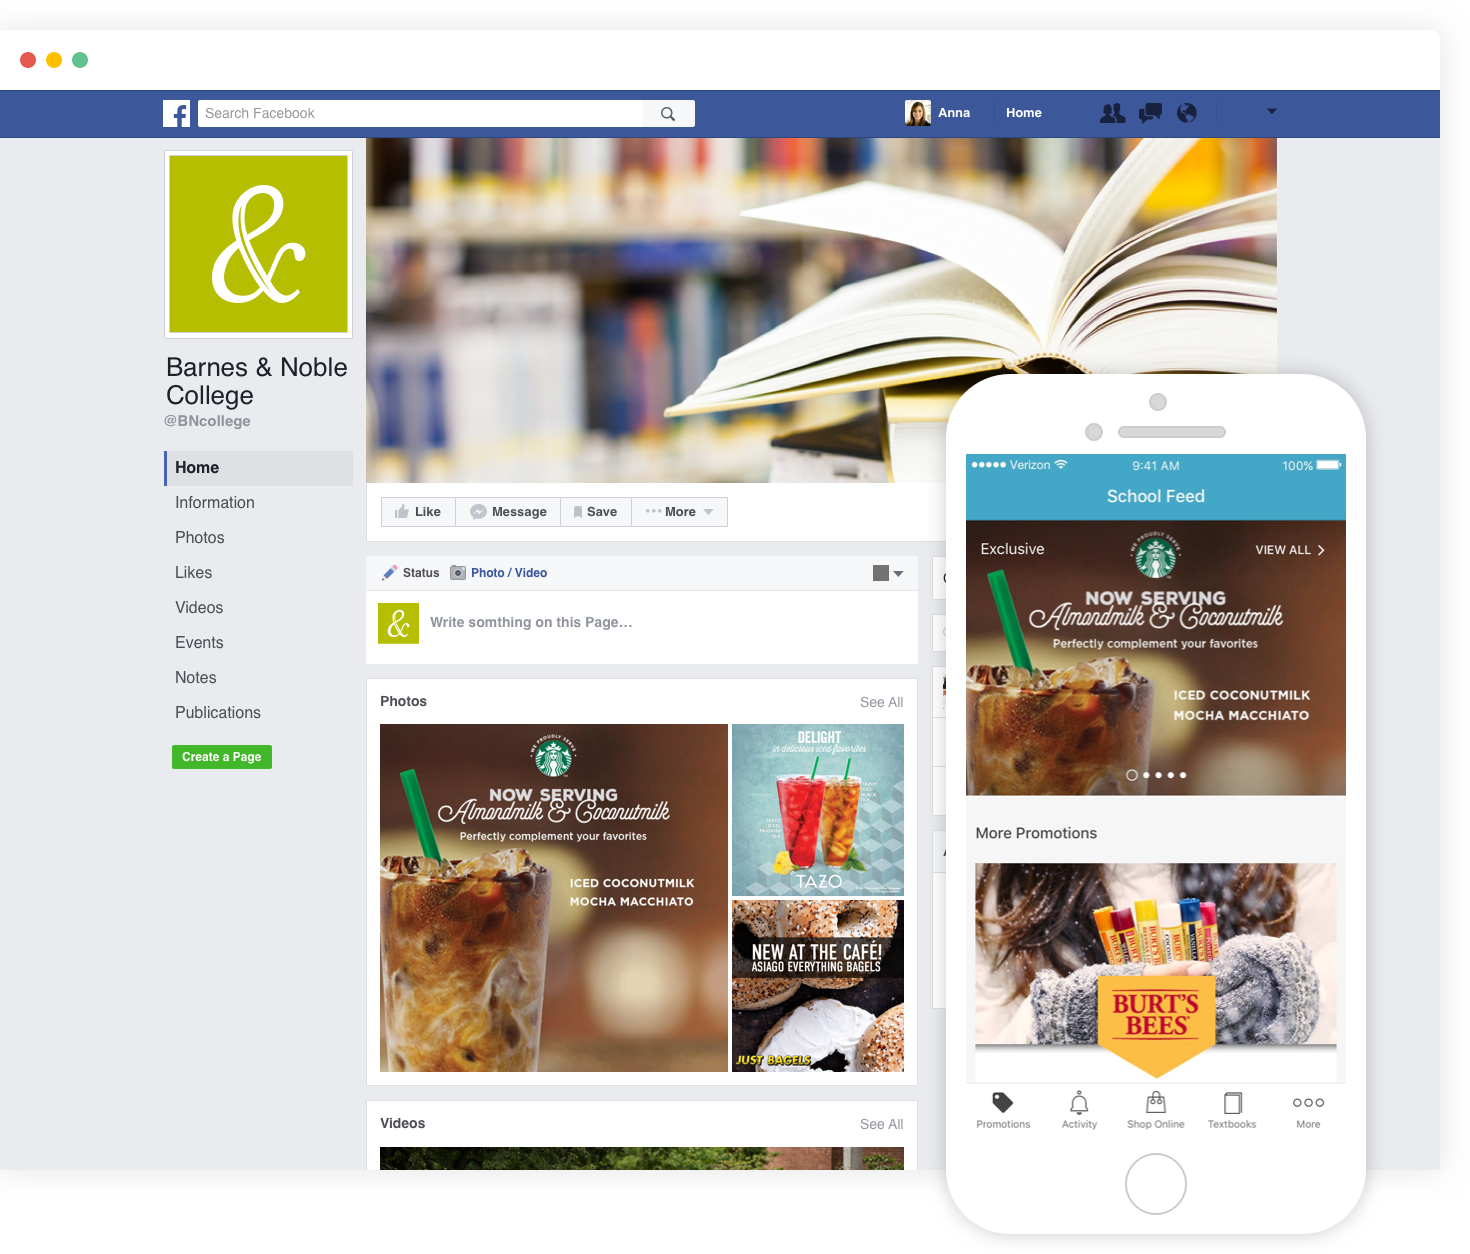 Search Facebook
Anna
Home
Barnes & Noble
College
@BNcollege
Home
Information
Photos
Likes
Videos
Events
Notes
Publications
Create a Page
Like
Message
Save
More
Status
Photo / Video
Write somthing on this Page...
Photos
See All
WE PROUDLY SERVE
NOW SERVING
Almondmilk & Coconutmilk
Perfectly complement your favorites
ICED COCONUTMILK
MOCHA MACCHIATO
DELIGHT
in delicious iced favorites
TAZO
NEW AT THE CAFÉ!
ASIAGO EVERYTHING BAGELS
JUST BAGELS
Videos
See All
Verizon
9:41 AM
100%
School Feed
Exclusive
VIEW ALL
WE PROUDLY SERVE
NOW SERVING
Almondmilk & Coconutmilk
Perfectly complement your favorites
ICED COCONUTMILK
MOCHA MACCHIATO
More Promotions
BURT'S
BEES
Promotions
Activity
Shop Online
Textbooks
More